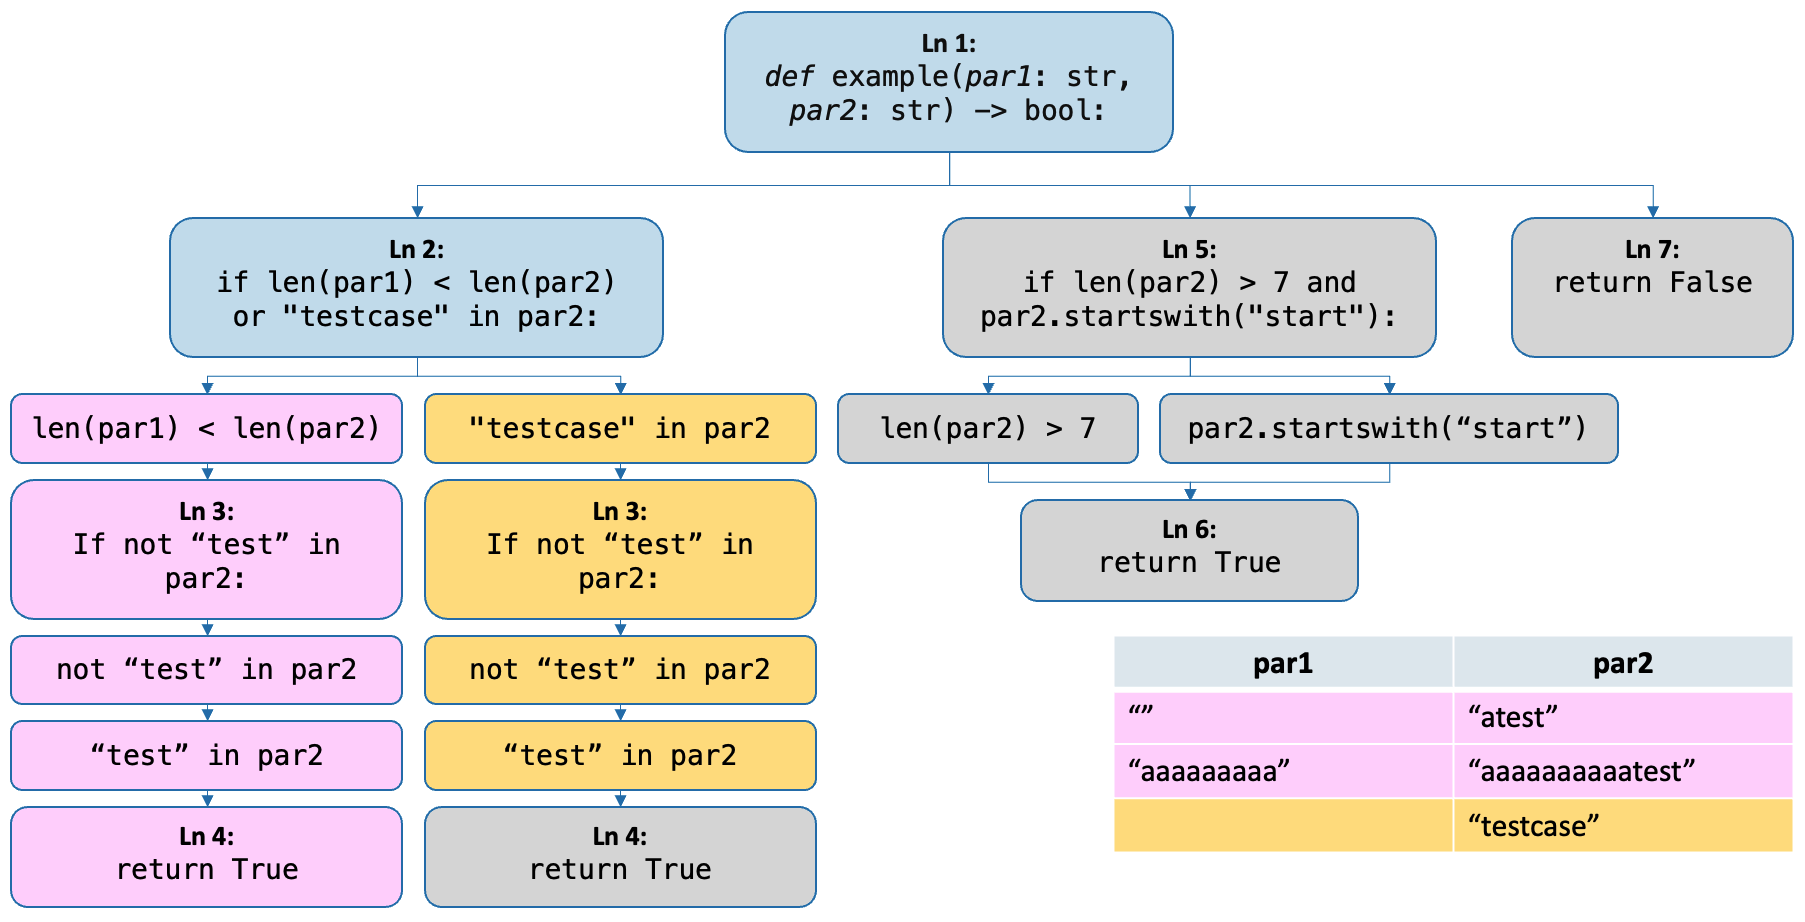 Ln 1:
def example(par1: str,
par2: str) –> bool:
Ln 2:
if len(par1) < len(par2)
or "testcase" in par2:
Ln 5:
if len(par2) > 7 and
par2.startswith("start"):
Ln 7:
return False
len(par1) < len(par2)
"testcase" in par2
len(par2) > 7
par2.startswith(“start”)
Ln 3:
If not “test” in
par2:
Ln 3:
If not “test” in
par2:
Ln 6:
return True
not “test” in par2
not “test” in par2
“test” in par2
“test” in par2
Ln 4:
return True
Ln 4:
return True
par1 par2
“” “atest”
“aaaaaaaaa” “aaaaaaaaaatest”
“testcase”